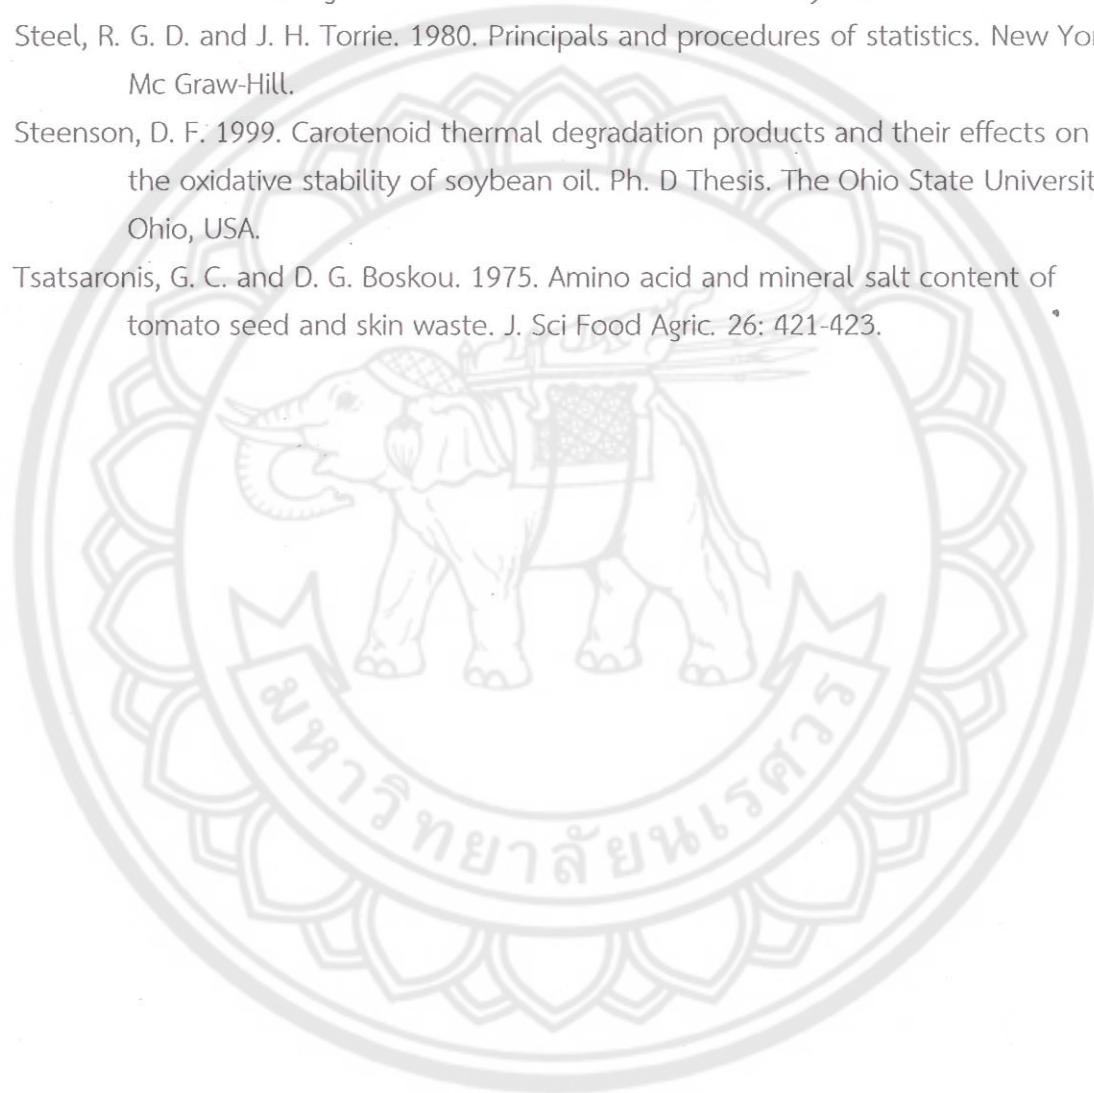 Steel, R. G. D. and J. H. Torrie. 1980. Principals and procedures of statistics. New Yor
Mc Graw-Hill.
Steenson, D. F. 1999. Carotenoid thermal degradation products and their effects on
the oxidative stability of soybean oil. Ph. D Thesis. The Ohio State Universit
Ohio, USA.
Tsatsaronis, G. C. and D. G. Boskou. 1975. Amino acid and mineral salt content of
tomato seed and skin waste. J. Sci Food Agric. 26: 421-423.
มหาวิทยาลัยนเรศวร